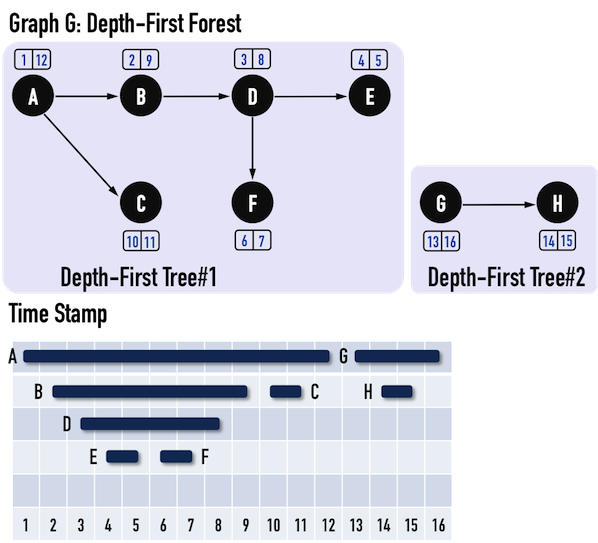 Graph G: Depth-First Forest
1 12 2 9 3 8 4 5
A B D E
C F G H
10 11 6 7 13 16 14 15
Depth-First Tree#1 Depth-First Tree#2
Time Stamp
A G
B C H
D
E F
1 2 3 4 5 6 7 8 9 10 11 12 13 14 15 16